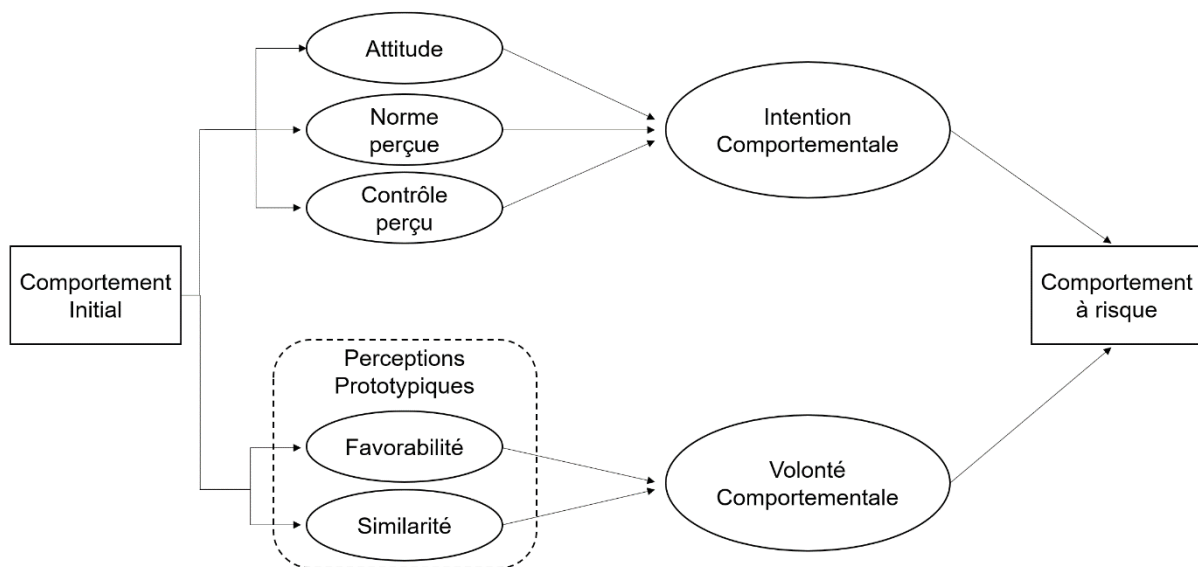 Attitude
Norme
perçue
Contrôle
perçu
Intention
Comportementale
Comportement
Initial
Comportement
à risque
Perceptions
Prototypiques
Favorabilité
Similarité
Volonté
Comportementale